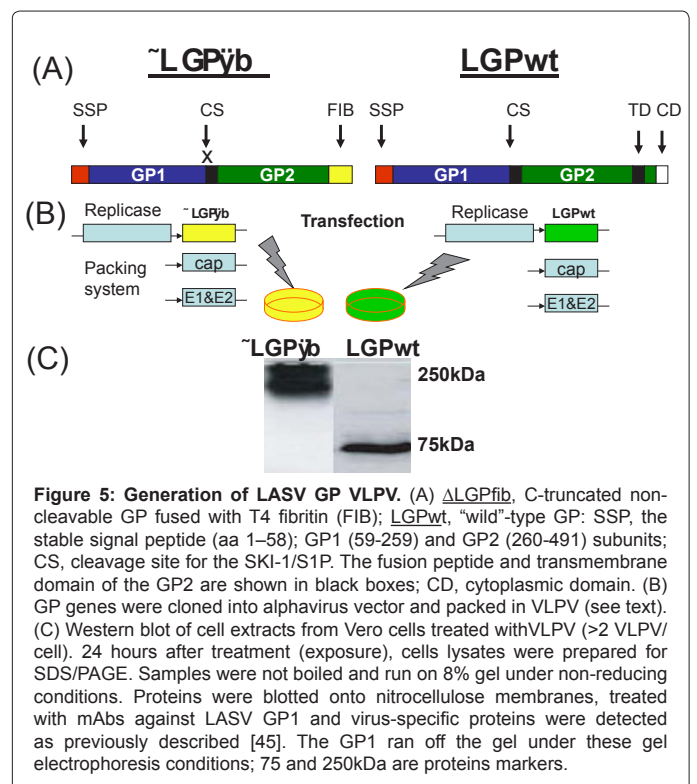 (A)
˜LGPÿb LGPwt
SSP CS FIB SSP CS TD CD
X
GP1 GP2 GP1 GP2
(B)
Replicase ˜LGPÿb Transfection Replicase LGPwt
Packing
system
cap cap
E1&E2 E1&E2
(C)
˜LGPÿb LGPwt
250kDa
75kDa
Figure 5: Generation of LASV GP VLPV. (A) ΔLGPfib, C-truncated non-
cleavable GP fused with T4 fibritin (FIB); LGPwt, "wild"-type GP: SSP, the
stable signal peptide (aa 1–58); GP1 (59-259) and GP2 (260-491) subunits;
CS, cleavage site for the SKI-1/S1P. The fusion peptide and transmembrane
domain of the GP2 are shown in black boxes; CD, cytoplasmic domain. (B)
GP genes were cloned into alphavirus vector and packed in VLPV (see text).
(C) Western blot of cell extracts from Vero cells treated withVLPV (>2 VLPV/
cell). 24 hours after treatment (exposure), cells lysates were prepared for
SDS/PAGE. Samples were not boiled and run on 8% gel under non-reducing
conditions. Proteins were blotted onto nitrocellulose membranes, treated
with mAbs against LASV GP1 and virus-specific proteins were detected
as previously described [45]. The GP1 ran off the gel under these gel
electrophoresis conditions; 75 and 250kDa are proteins markers.